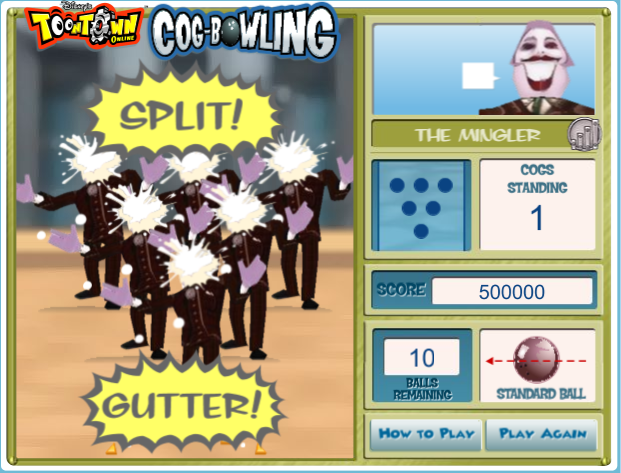 Disney's
TOONTOWN
ONLINE
COG-BOWLING
SPLIT!
THE MINGLER
COGS
STANDING
1
SCORE 500000
10
BALLS
REMAINING
STANDARD BALL
GUTTER!
HOW TO PLAY
PLAY AGAIN